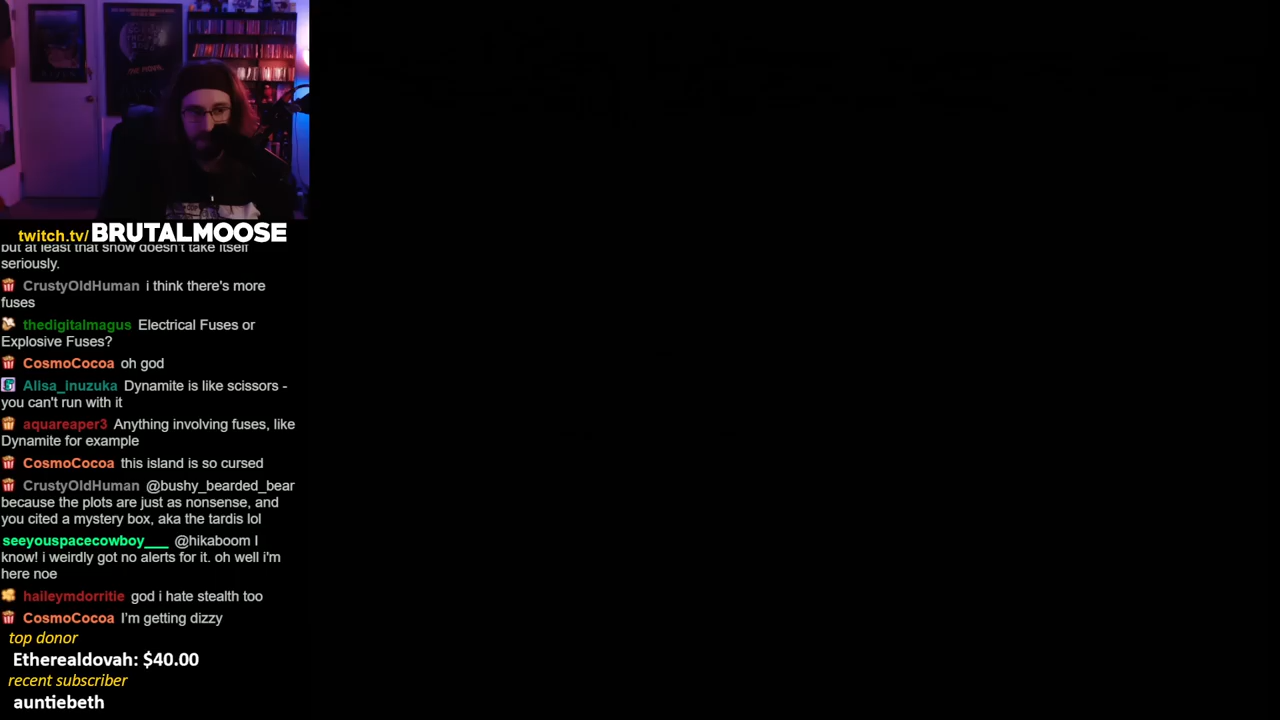 twitch.tv/BRUTALMOOSE
but at least that show doesn't take itself
seriously.
CrustyOldHuman i think there's more
fuses
thedigitalmagus Electrical Fuses or
Explosive Fuses?
CosmoCocoa oh god
Alisa_inuzuka Dynamite is like scissors -
you can't run with it
aquareaper3 Anything involving fuses, like
Dynamite for example
CosmoCocoa this island is so cursed
CrustyOldHuman @bushy_bearded_bear
because the plots are just as nonsense, and
you cited a mystery box, aka the tardis lol
seeyouspacecowboy___ @hikaboom I
know! i weirdly got no alerts for it. oh well i'm
here noe
haileymdorritie god i hate stealth too
CosmoCocoa I'm getting dizzy
top donor
Etherealdovah: $40.00
recent subscriber
auntiebeth